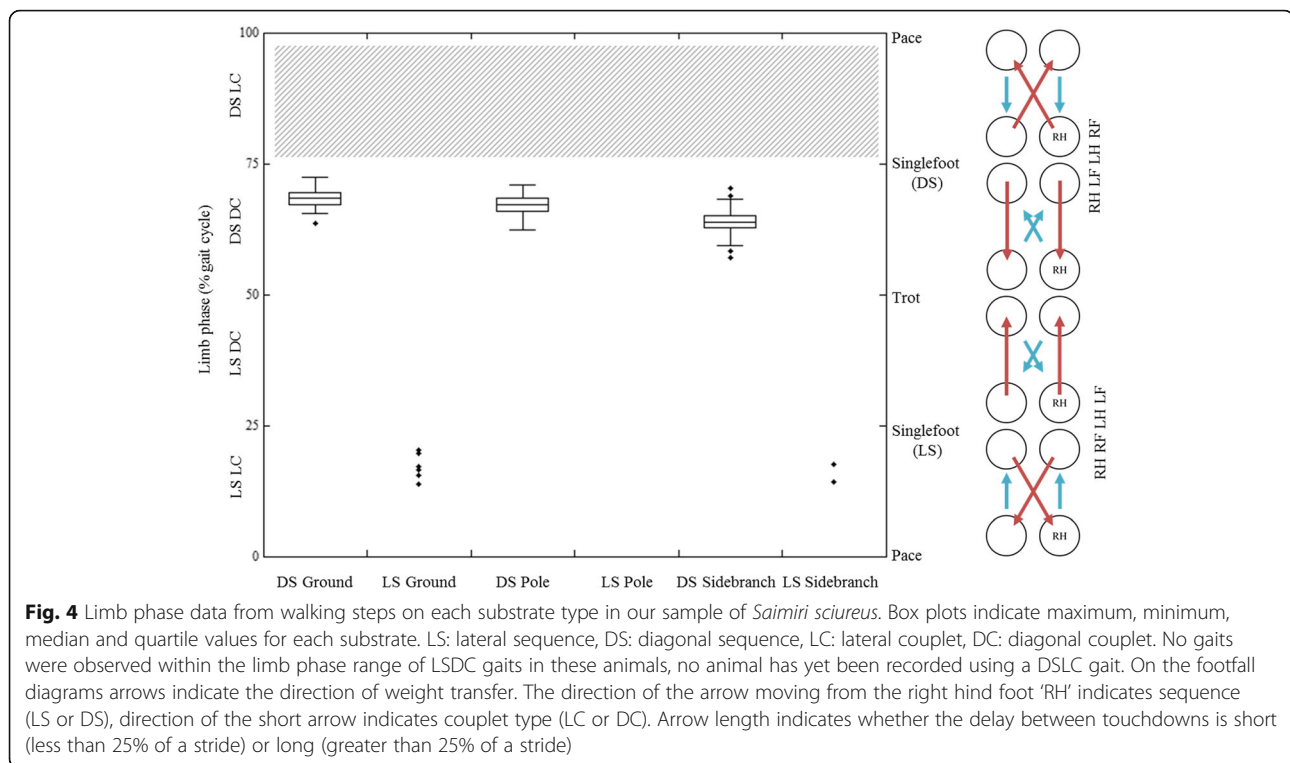 100
75
50
25
0
Limb phase (% gait cycle)
DS LC
DS DC
LS DC
LS LC
DS Ground LS Ground DS Pole LS Pole DS Sidebranch LS Sidebranch
Pace
Singlefoot
(DS)
Trot
Singlefoot
(LS)
Pace
RH
RH
RH LF LH RF
RH
RH
RH RF LH LF
Fig. 4 Limb phase data from walking steps on each substrate type in our sample of Saimiri sciureus. Box plots indicate maximum, minimum,
median and quartile values for each substrate. LS: lateral sequence, DS: diagonal sequence, LC: lateral couplet, DC: diagonal couplet. No gaits
were observed within the limb phase range of LSDC gaits in these animals, no animal has yet been recorded using a DSLC gait. On the footfall
diagrams arrows indicate the direction of weight transfer. The direction of the arrow moving from the right hind foot ‘RH’ indicates sequence
(LS or DS), direction of the short arrow indicates couplet type (LC or DC). Arrow length indicates whether the delay between touchdowns is short
(less than 25% of a stride) or long (greater than 25% of a stride)